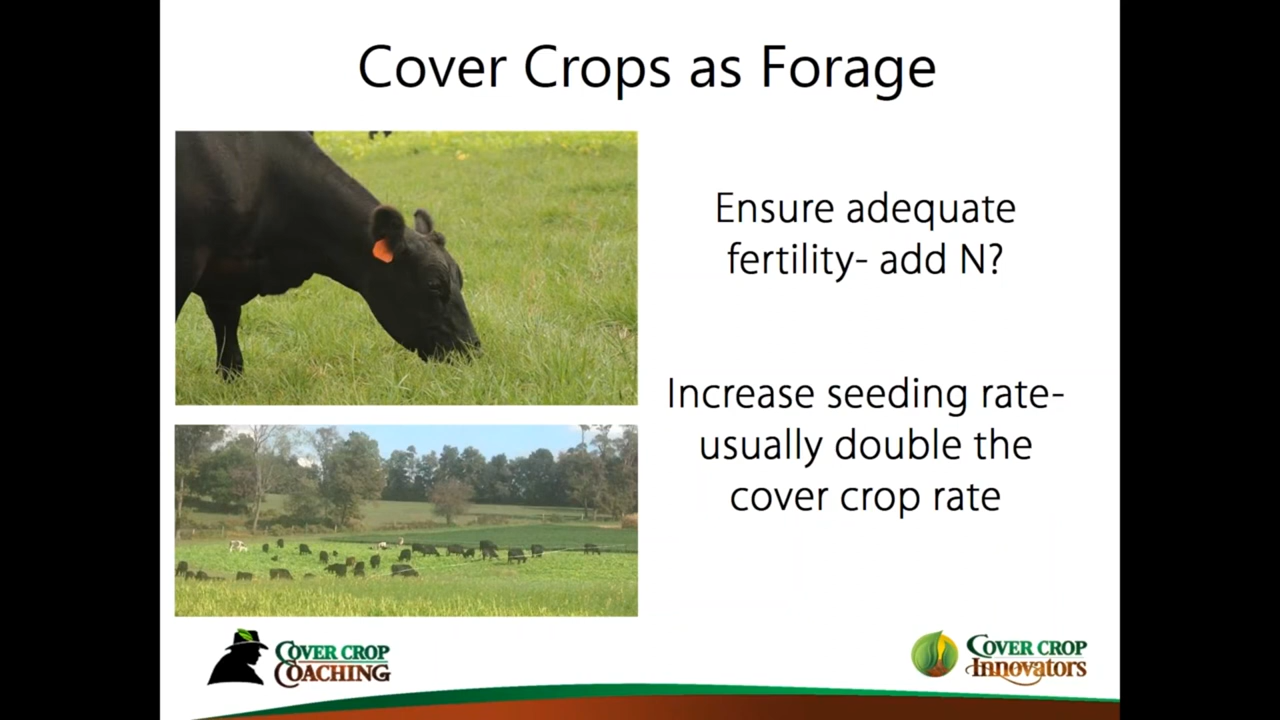 Cover Crops as Forage
Ensure adequate
fertility- add N?
Increase seeding rate-
usually double the
cover crop rate
COVER CROP
COACHING
COVER CROP
INNOVATORS